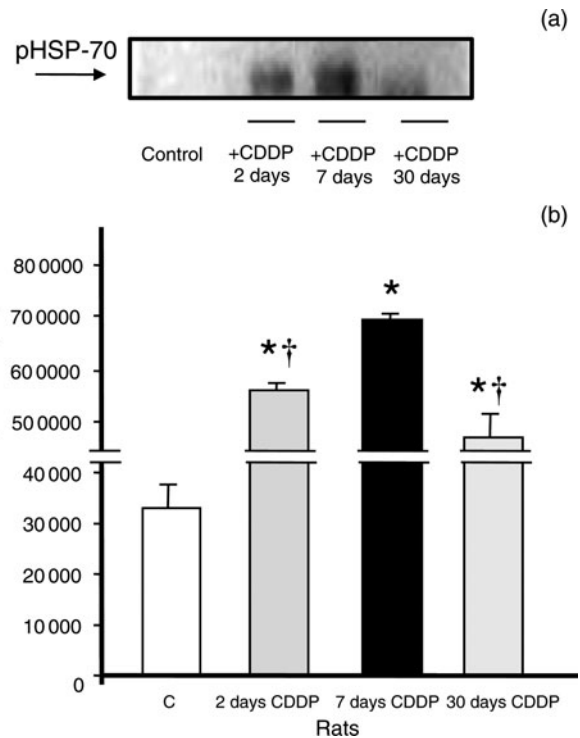 (a)
pHSP-70
Control +CDDP +CDDP +CDDP
2 days 7 days 30 days
(b)
80 0000
70 0000
*
60 0000
*† *†
50 0000
40 000
30 000
20 000
10 000
0
C 2 days CDDP 7 days CDDP 30 days CDDP
Rats